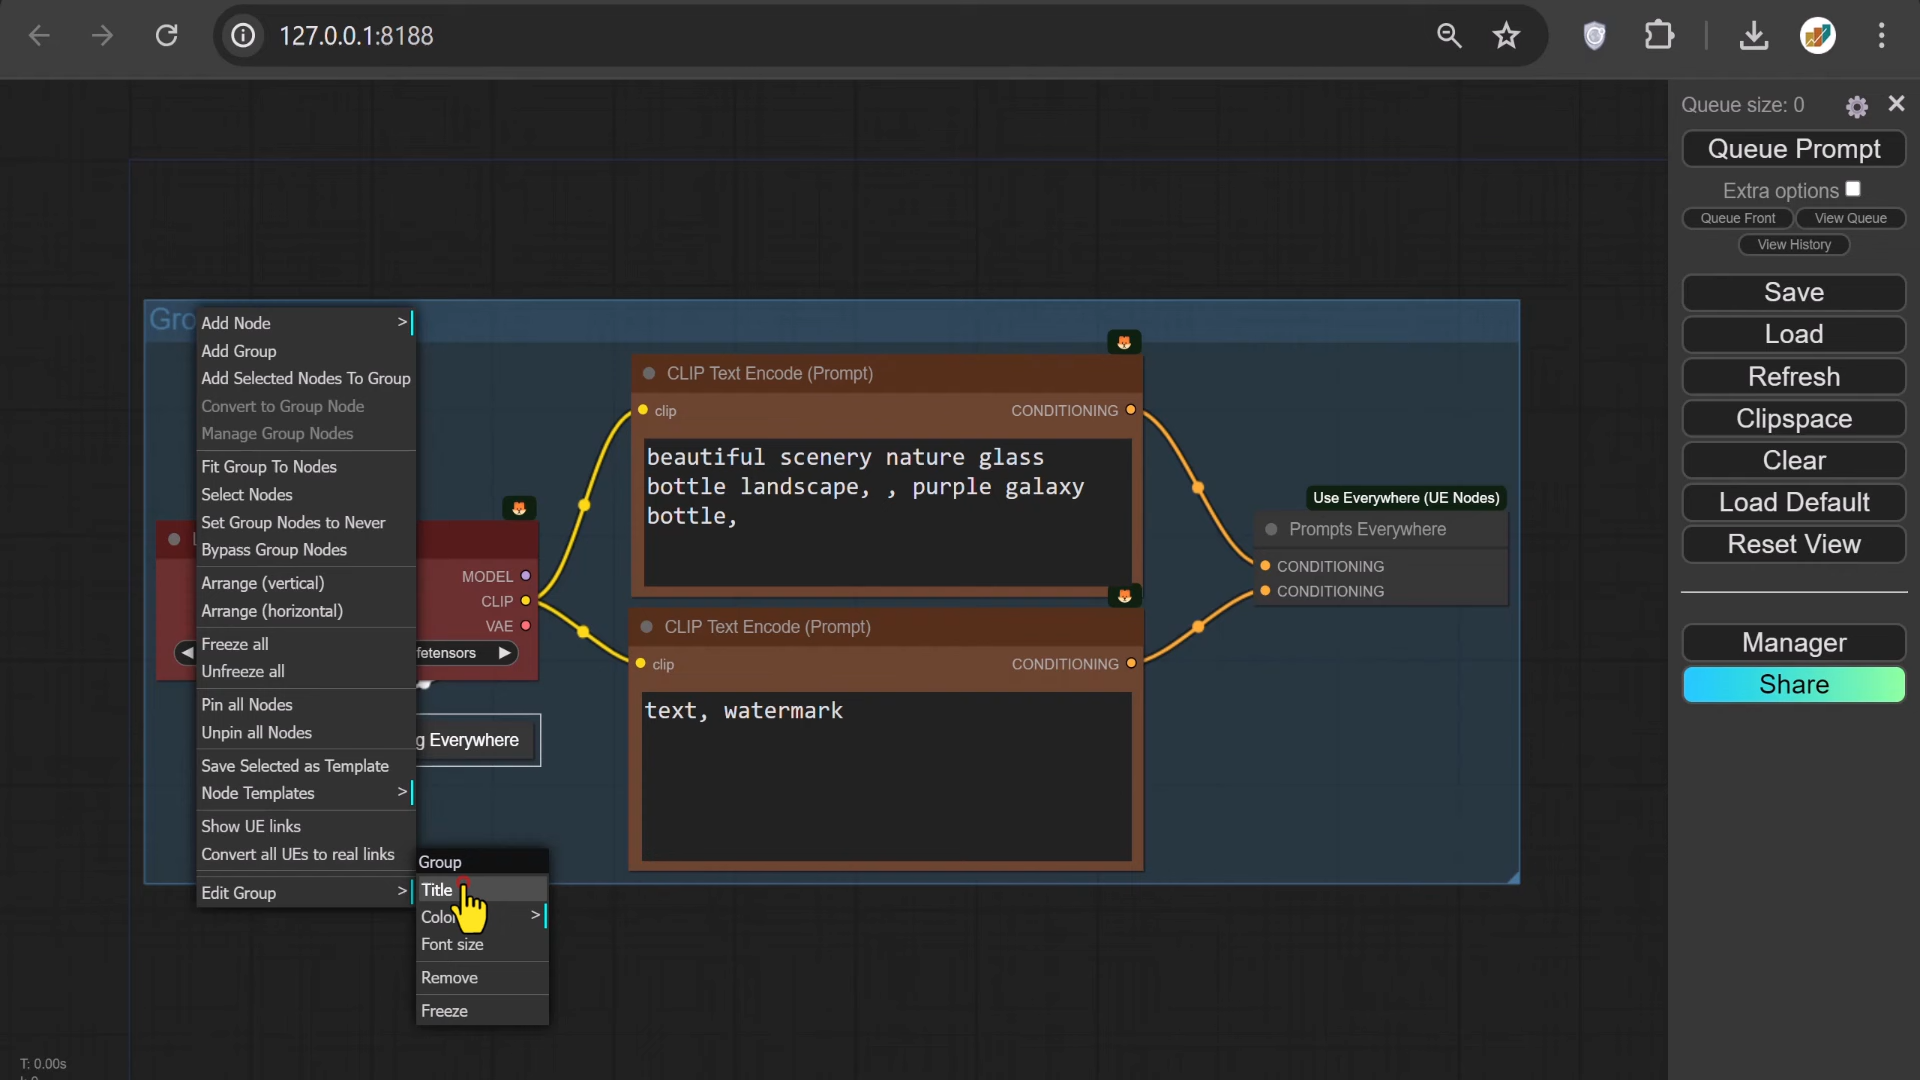 127.0.0.1:8188
Queue size: 0
Queue Prompt
Extra options
Queue Front
View Queue
View History
Save
Load
Refresh
Clipspace
Clear
Load Default
Reset View
Manager
Share
Add Node >
Add Group
Add Selected Nodes To Group
Convert to Group Node
Manage Group Nodes
Fit Group To Nodes
Select Nodes
Set Group Nodes to Never
Bypass Group Nodes
Arrange (vertical)
Arrange (horizontal)
Freeze all
Unfreeze all
Pin all Nodes
Unpin all Nodes
Save Selected as Template
Node Templates >
Show UE links
Convert all UEs to real links
Edit Group >
Group
Title
Font size
Remove
Freeze
MODEL
CLIP
VAE
Everywhere
CLIP Text Encode (Prompt)
clip
CONDITIONING
beautiful scenery nature glass
bottle landscape, , purple galaxy
bottle,
CLIP Text Encode (Prompt)
clip
CONDITIONING
text, watermark
Use Everywhere (UE Nodes)
Prompts Everywhere
CONDITIONING
CONDITIONING
T: 0.00s